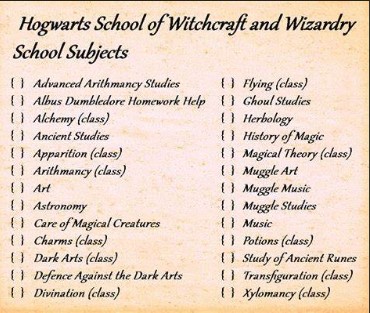 Hogwarts School of Witchcraft and Wizardry
School Subjects
{ } Advanced Arithmancy Studies
{ } Albus Dumbledore Homework Help
{ } Alchemy (class)
{ } Ancient Studies
{ } Apparition (class)
{ } Arithmancy (class)
{ } Art
{ } Astronomy
{ } Care of Magical Creatures
{ } Charms (class)
{ } Dark Arts (class)
{ } Defence Against the Dark Arts
{ } Divination (class)
{ } Flying (class)
{ } Ghoul Studies
{ } Herbology
{ } History of Magic
{ } Magical Theory (class)
{ } Muggle Art
{ } Muggle Music
{ } Muggle Studies
{ } Music
{ } Potions (class)
{ } Study of Ancient Runes
{ } Transfiguration (class)
{ } Xylomancy (class)